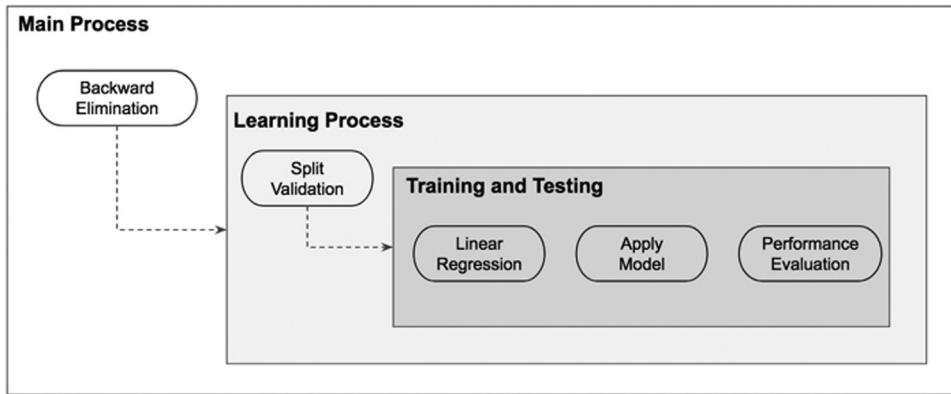 Main Process
Backward
Elimination
Learning Process
Split
Validation
Training and Testing
Linear
Regression
Apply
Model
Performance
Evaluation